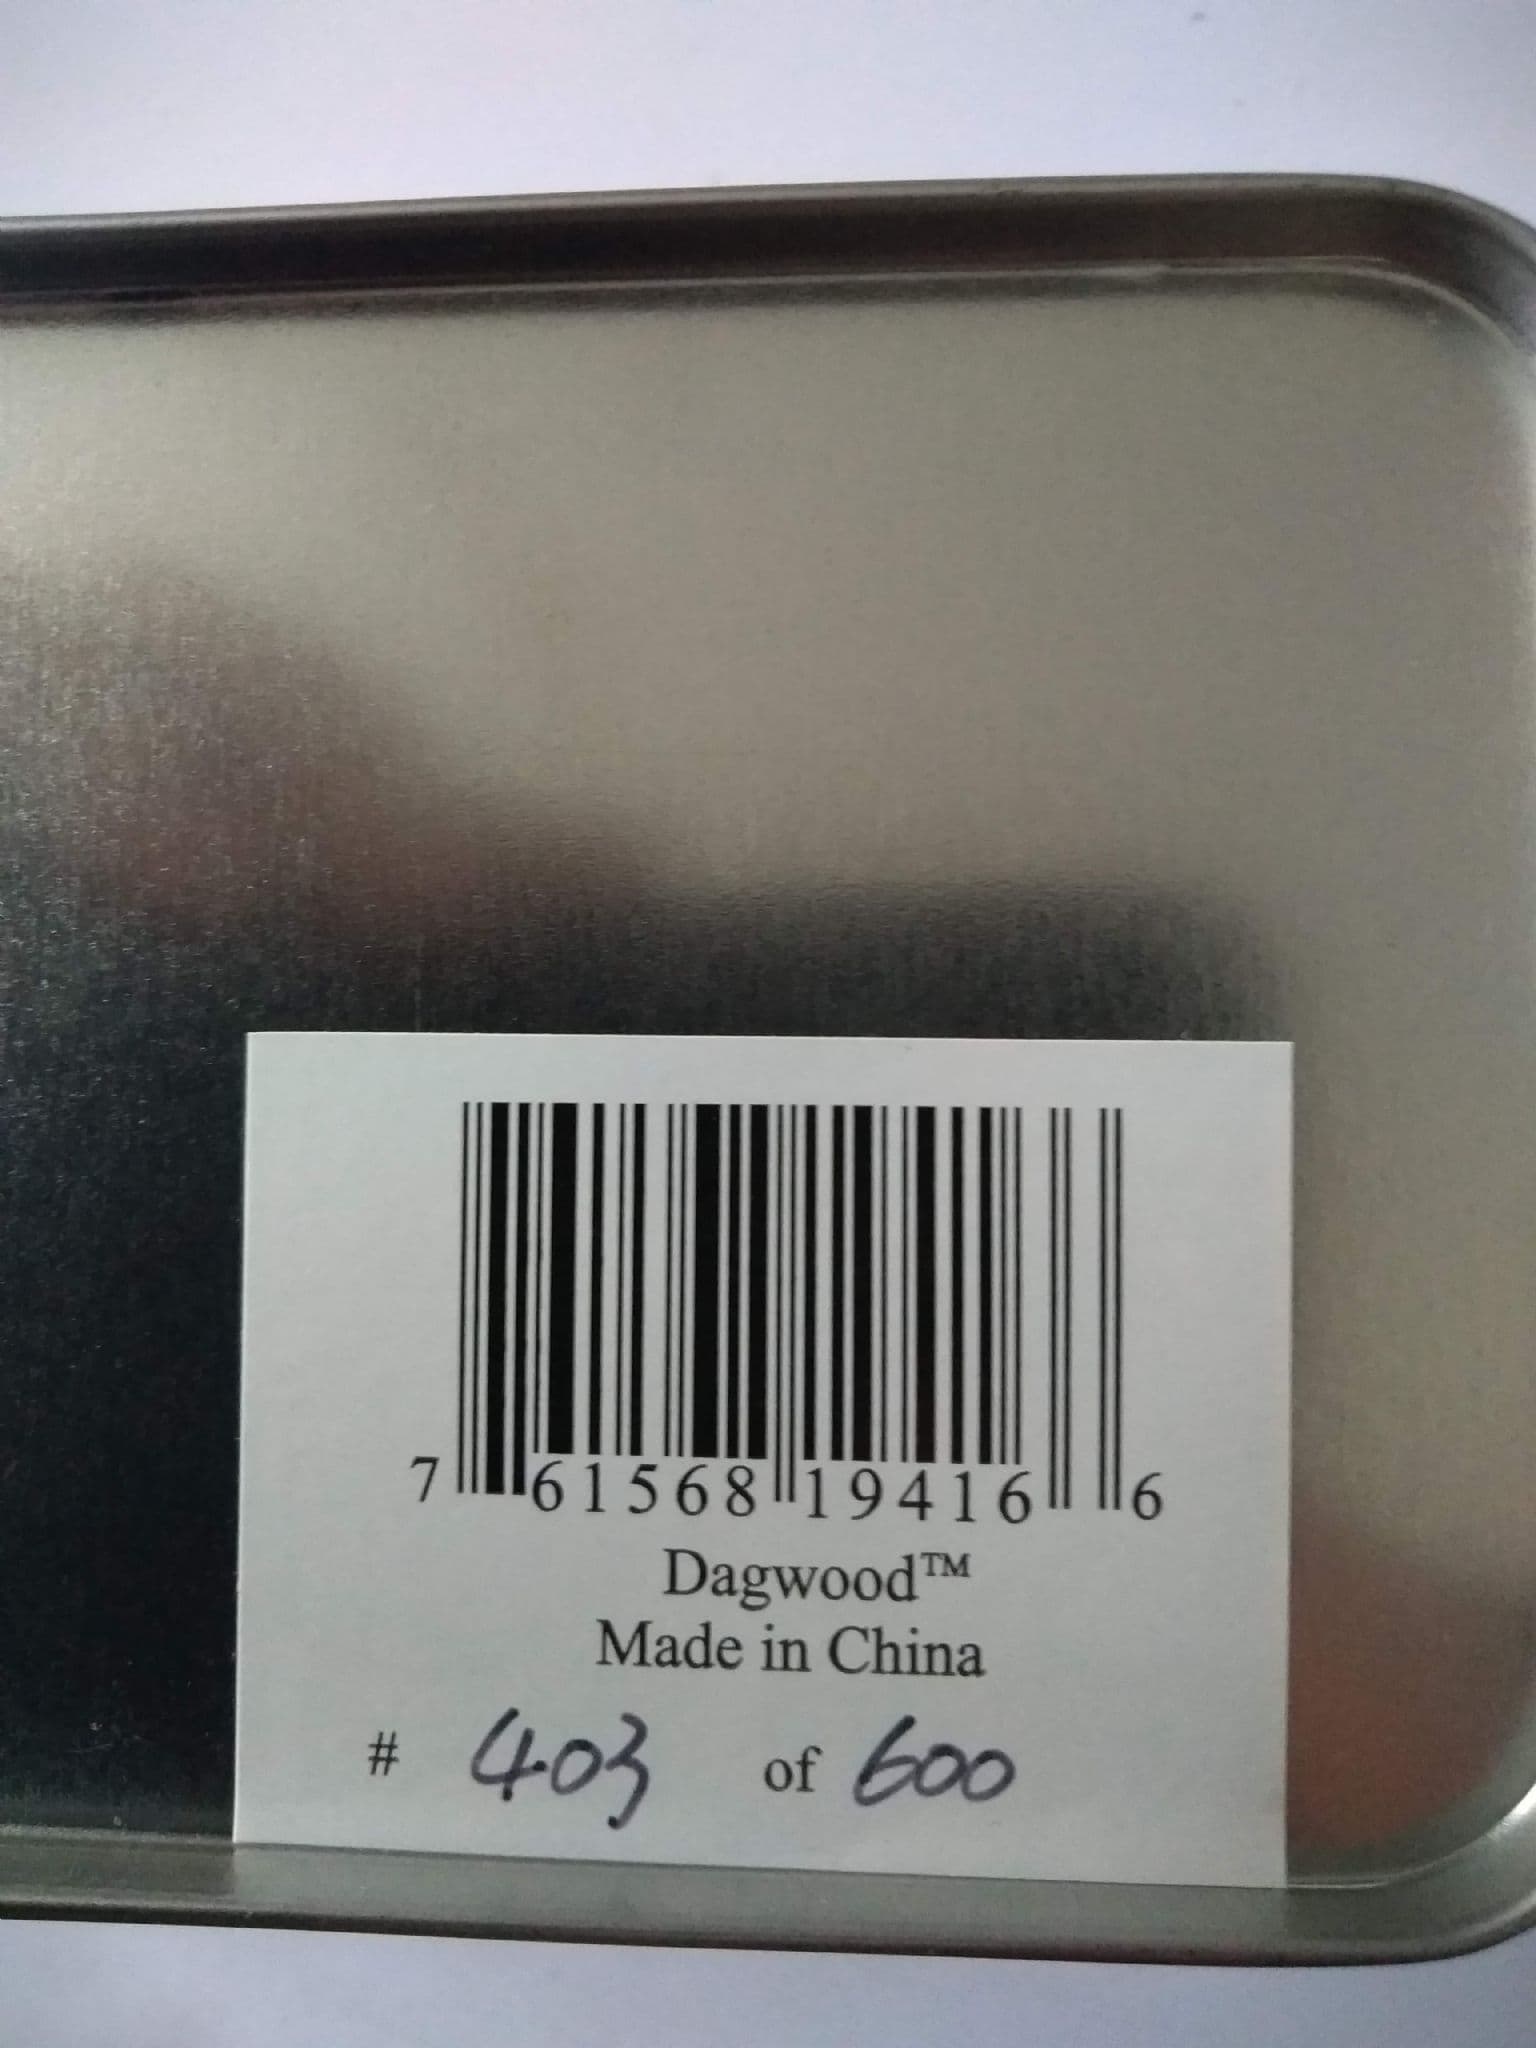 7 61568 19416 6
Dagwood™
Made in China
# 403 of 600